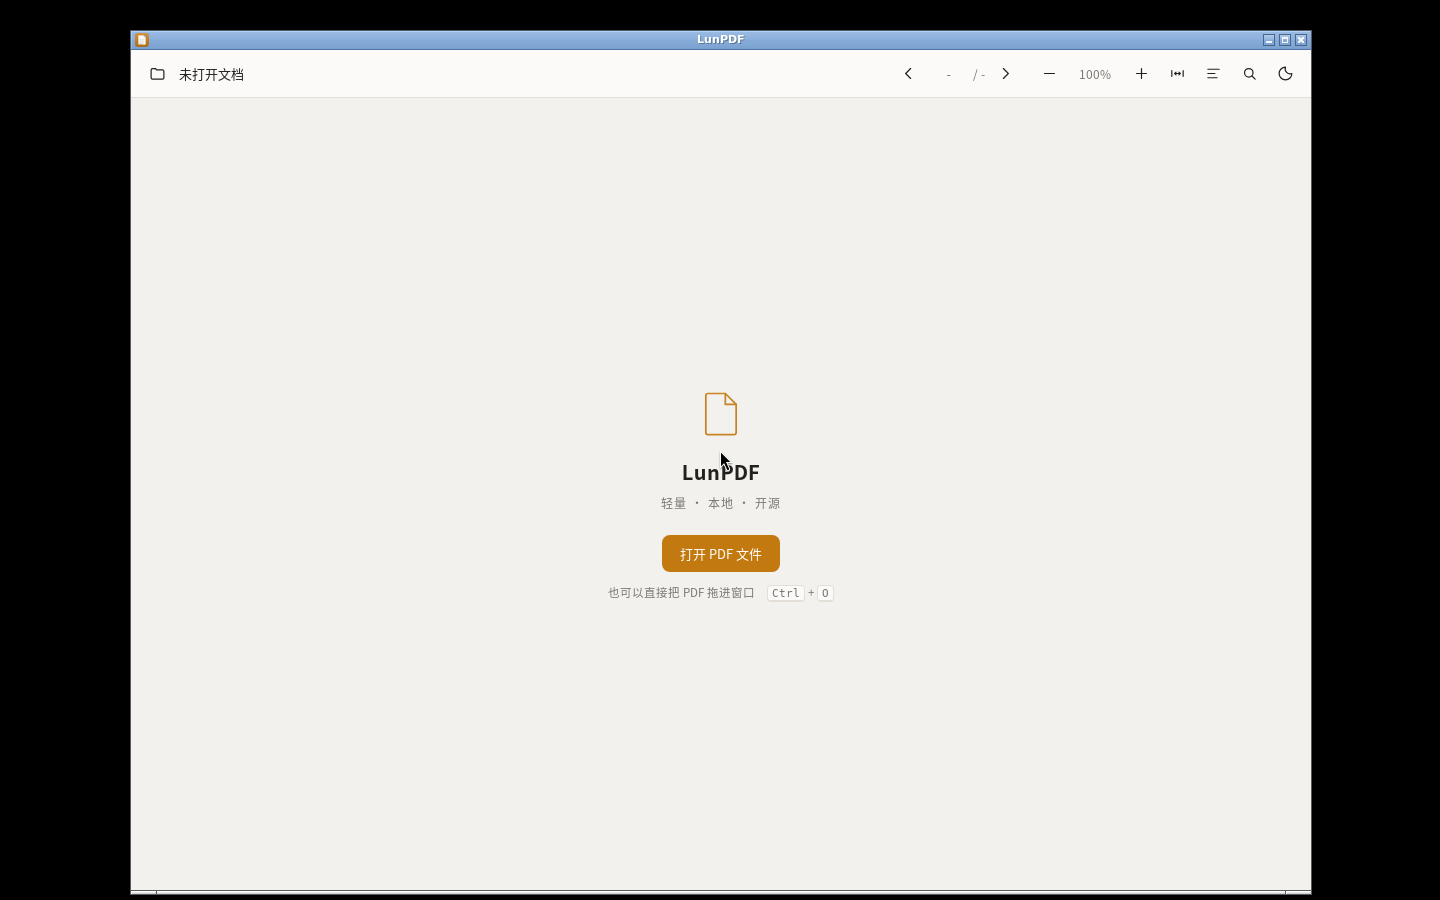 LunPDF
未打开文档 - / - 100%
LunPDF
轻量 · 本地 · 开源
打开 PDF 文件
也可以直接把 PDF 拖进窗口 Ctrl + O